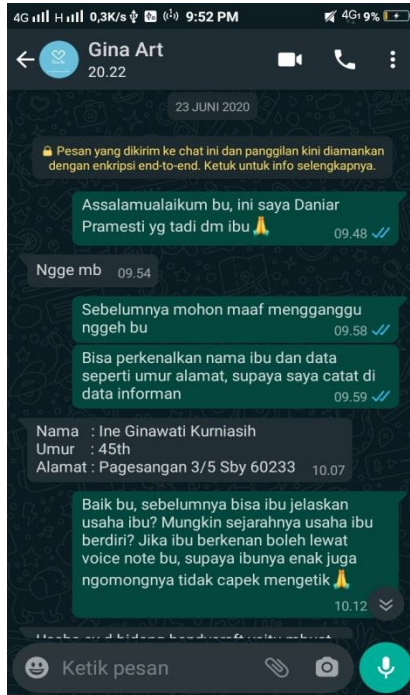 4G H 0,3K/s 9:52 PM 4G1 9%
Gina Art
20.22
23 JUNI 2020
Pesan yang dikirim ke chat ini dan panggilan kini diamankan
dengan enkripsi end-to-end. Ketuk untuk info selengkapnya.
Assalamualaikum bu, ini saya Daniar
Pramesti yg tadi dm ibu🙏
09.48
Ngge mb 09.54
Sebelumnya mohon maaf mengganggu
nggeh bu
09.58
Bisa perkenalkan nama ibu dan data
seperti umur alamat, supaya saya catat di
data informan
09.59
Nama : Ine Ginawati Kurniasih
Umur : 45th
Alamat : Pagesangan 3/5 Sby 60233 10.07
Baik bu, sebelumnya bisa ibu jelaskan
usaha ibu? Mungkin sejarahnya usaha ibu
berdiri? Jika ibu berkenan boleh lewat
voice note bu, supaya ibunya enak juga
ngomongnya tidak capek mengetik🙏
10.12
Ketik pesan